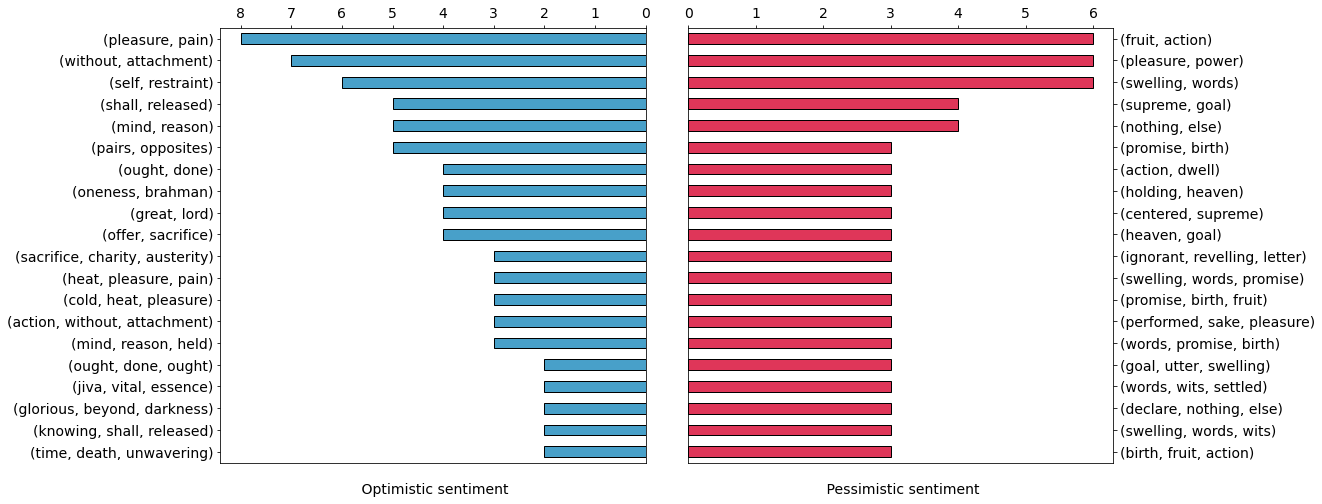 8 7 6 5 4 3 2 1 0
0 1 2 3 4 5 6
(pleasure, pain)
(without, attachment)
(self, restraint)
(shall, released)
(mind, reason)
(pairs, opposites)
(ought, done)
(oneness, brahman)
(great, lord)
(offer, sacrifice)
(sacrifice, charity, austerity)
(heat, pleasure, pain)
(cold, heat, pleasure)
(action, without, attachment)
(mind, reason, held)
(ought, done, ought)
(jiva, vital, essence)
(glorious, beyond, darkness)
(knowing, shall, released)
(time, death, unwavering)
(fruit, action)
(pleasure, power)
(swelling, words)
(supreme, goal)
(nothing, else)
(promise, birth)
(action, dwell)
(holding, heaven)
(centered, supreme)
(heaven, goal)
(ignorant, revelling, letter)
(swelling, words, promise)
(promise, birth, fruit)
(performed, sake, pleasure)
(words, promise, birth)
(goal, utter, swelling)
(words, wits, settled)
(declare, nothing, else)
(swelling, words, wits)
(birth, fruit, action)
Optimistic sentiment
Pessimistic sentiment